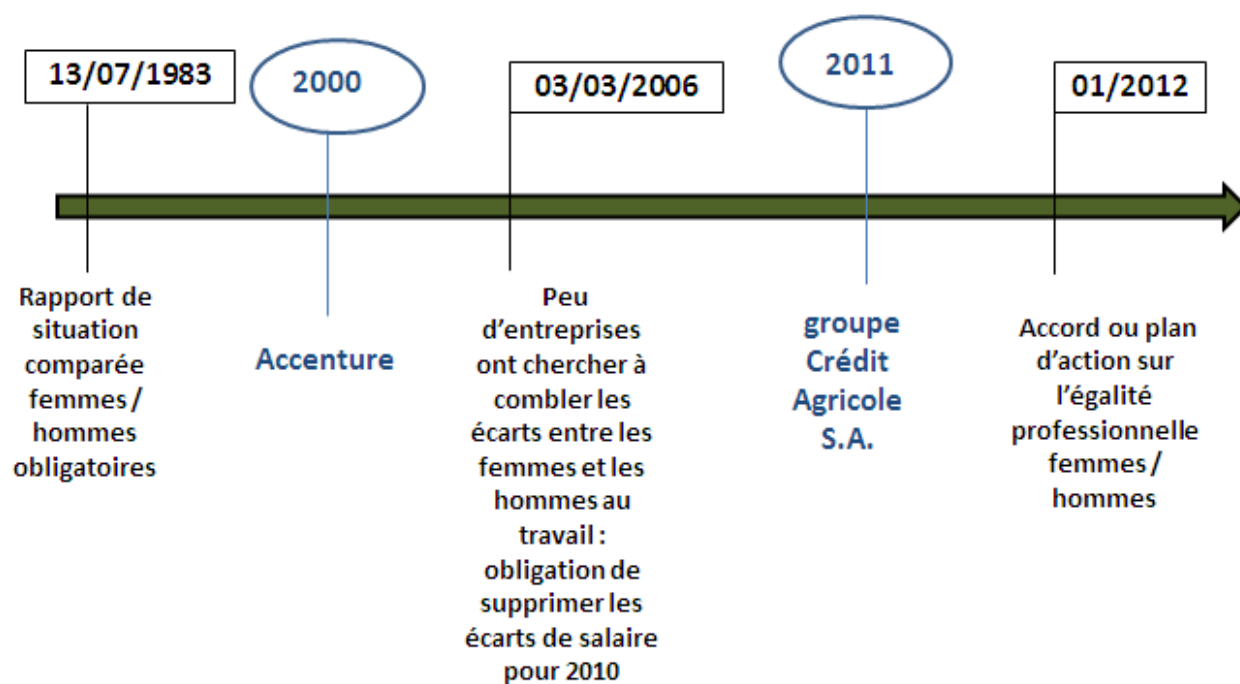 13/07/1983
2000
03/03/2006
2011
01/2012
Rapport de
situation
comparée
femmes /
hommes
obligatoires
Accenture
Peu
d'entreprises
ont chercher à
combler les
écarts entre les
femmes et les
hommes au
travail :
obligation de
supprimer les
écarts de salaire
pour 2010
groupe
Crédit
Agricole
S.A.
Accord ou plan
d'action sur
l'égalité
professionnelle
femmes /
hommes